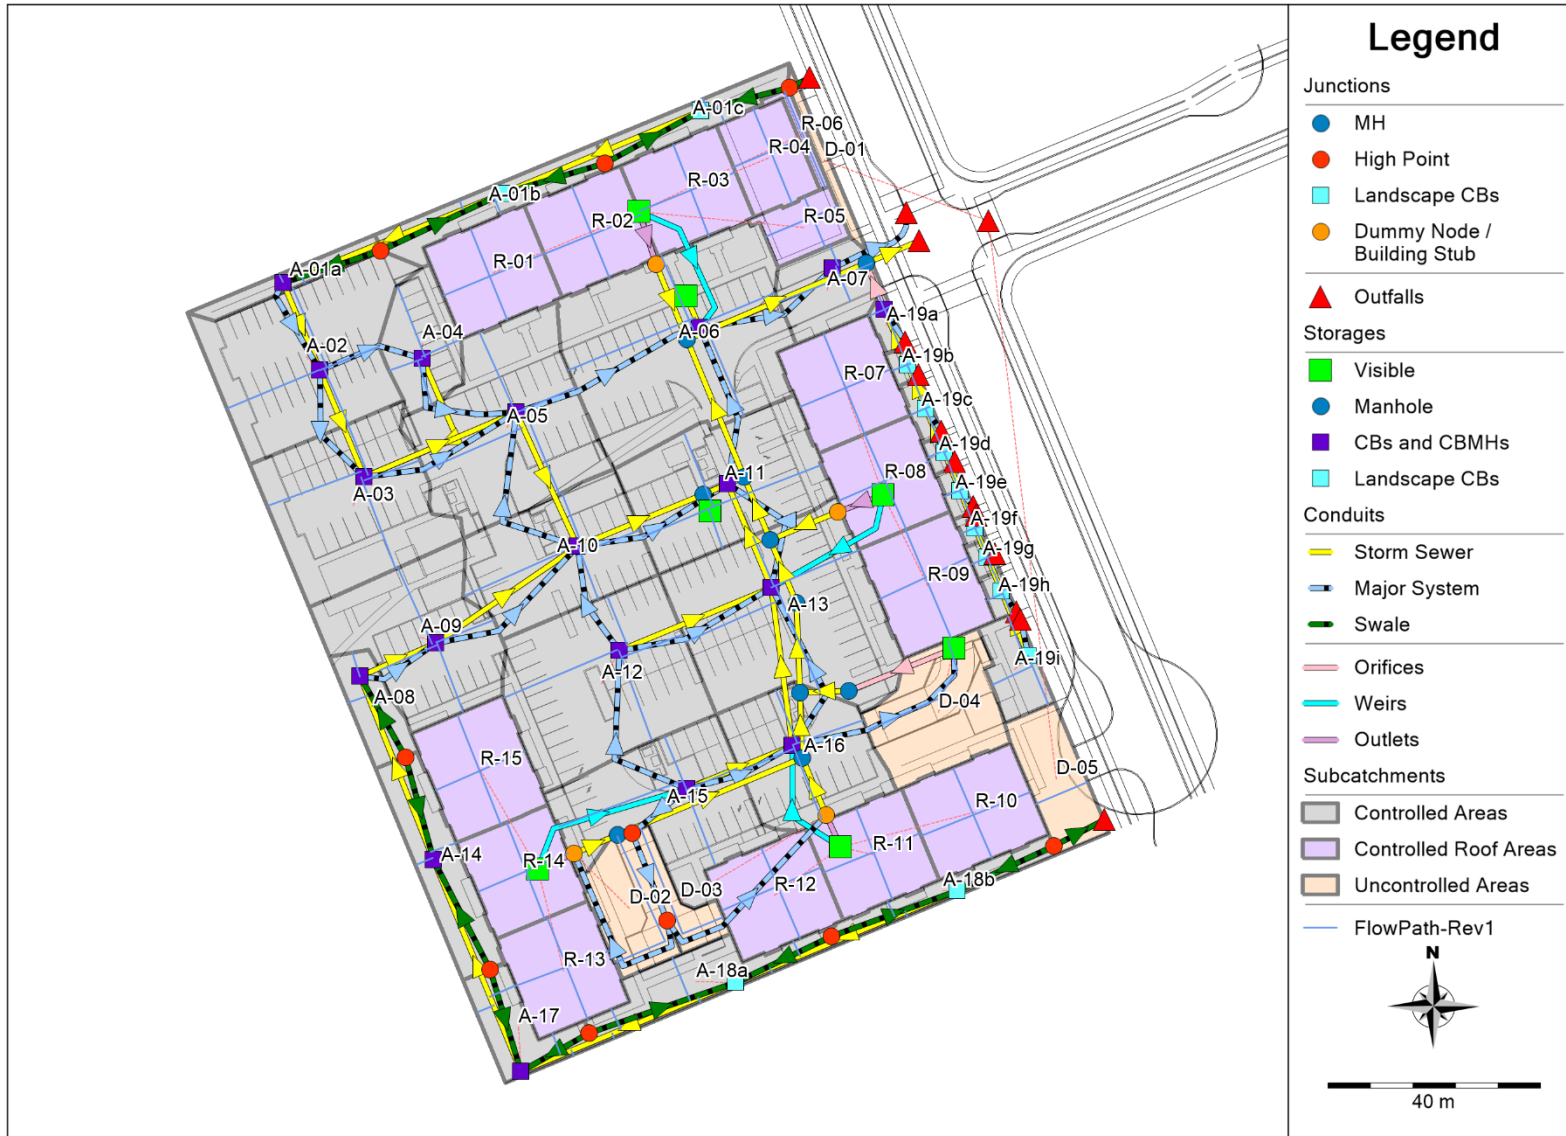 Legend
Junctions
MH
High Point
Landscape CBs
Dummy Node /
Building Stub
Outfalls
Storages
Visible
Manhole
CBs and CBMHs
Landscape CBs
Conduits
Storm Sewer
Major System
Swale
Orifices
Weirs
Outlets
Subcatchments
Controlled Areas
Controlled Roof Areas
Uncontrolled Areas
FlowPath-Rev1
N
40 m
A-01c
R-06
R-04
D-01
R-03
A-01b
R-02
R-05
R-01
A-01a
A-07
A-19a
A-06
A-04
A-02
A-19b
R-07
A-19c
A-05
A-19d
R-08
A-11
A-19e
A-03
A-19f
A-10
A-19g
R-09
A-19h
A-13
A-09
A-19i
A-12
A-08
D-04
A-16
R-15
D-05
A-15
R-10
R-11
A-14
R-14
R-12
D-03
D-02
A-18b
R-13
A-18a
A-17